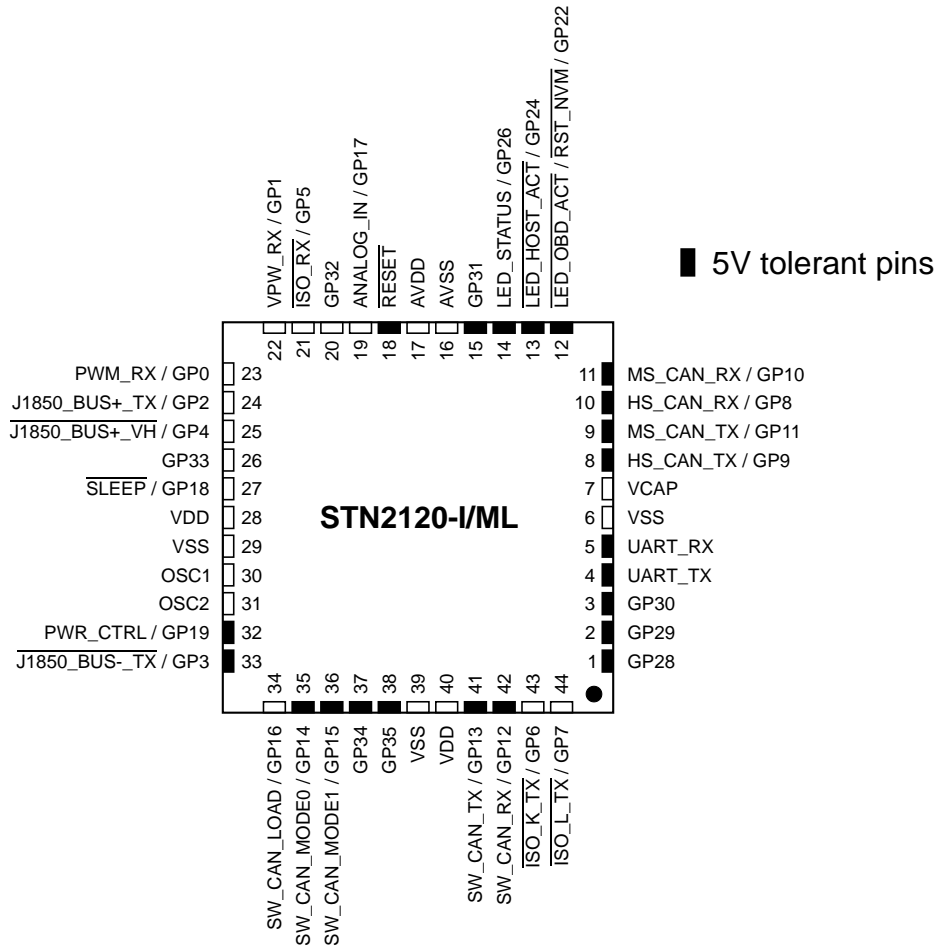 VPW_RX / GP1
ISO_RX / GP5
GP32
ANALOG_IN / GP17
RESET
AVDD
AVSS
GP31
LED_STATUS / GP26
LED_HOST_ACT / GP24
LED_OBD_ACT / RST_NVM / GP22
5V tolerant pins
22
21
20
19
18
17
16
15
14
13
12
PWM_RX / GP0 23
J1850_BUS+_TX / GP2 24
J1850_BUS+_VH / GP4 25
GP33 26
SLEEP / GP18 27
VDD 28
VSS 29
OSC1 30
OSC2 31
PWR_CTRL / GP19 32
J1850_BUS-_TX / GP3 33
STN2120-I/ML
11 MS_CAN_RX / GP10
10 HS_CAN_RX / GP8
9 MS_CAN_TX / GP11
8 HS_CAN_TX / GP9
7 VCAP
6 VSS
5 UART_RX
4 UART_TX
3 GP30
2 GP29
1 GP28
34
35
36
37
38
39
40
41
42
43
44
SW_CAN_LOAD / GP16
SW_CAN_MODE0 / GP14
SW_CAN_MODE1 / GP15
GP34
GP35
VSS
VDD
SW_CAN_TX / GP13
SW_CAN_RX / GP12
ISO_K_TX / GP6
ISO_L_TX / GP7